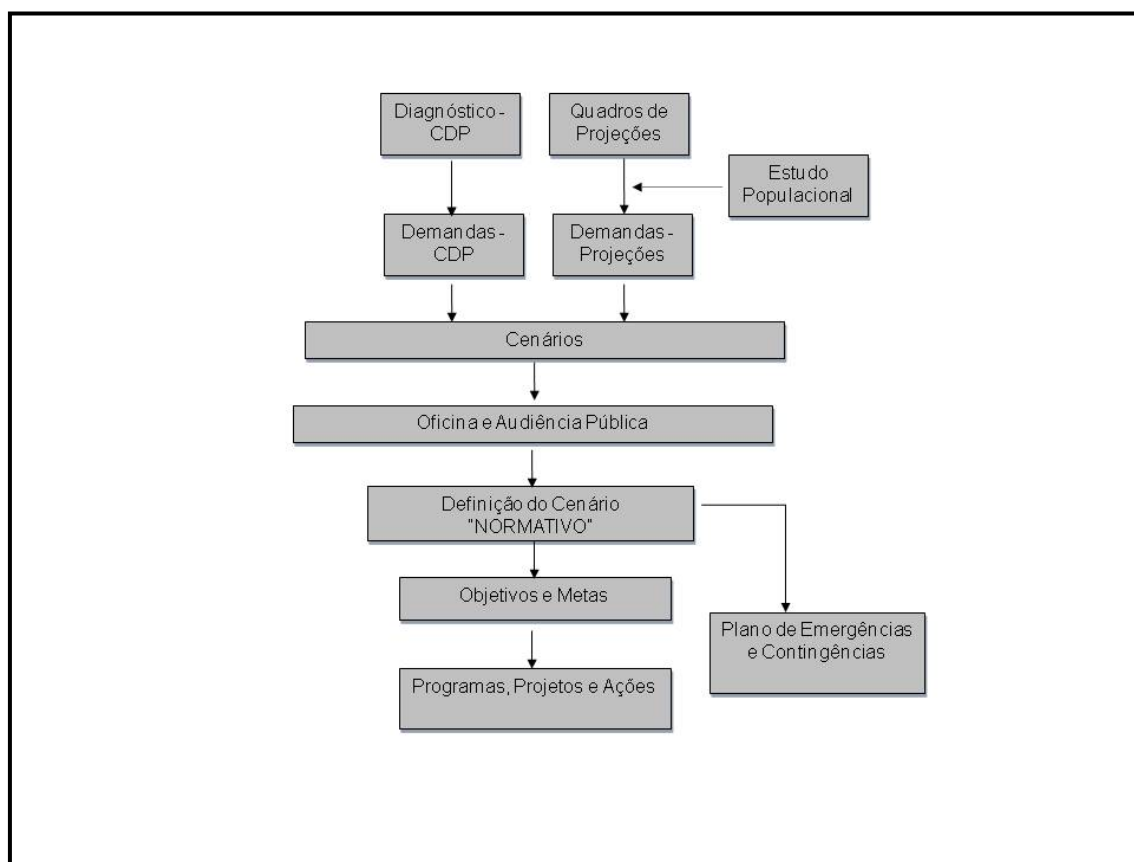 Diagnóstico -
CDP
Quadros de
Projeções
Estudo
Populacional
Demandas -
CDP
Demandas -
Projeções
Cenários
Oficina e Audiência Pública
Definição do Cenário
"NORMATIVO"
Objetivos e Metas
Plano de Emergências
e Contingências
Programas, Projetos e Ações